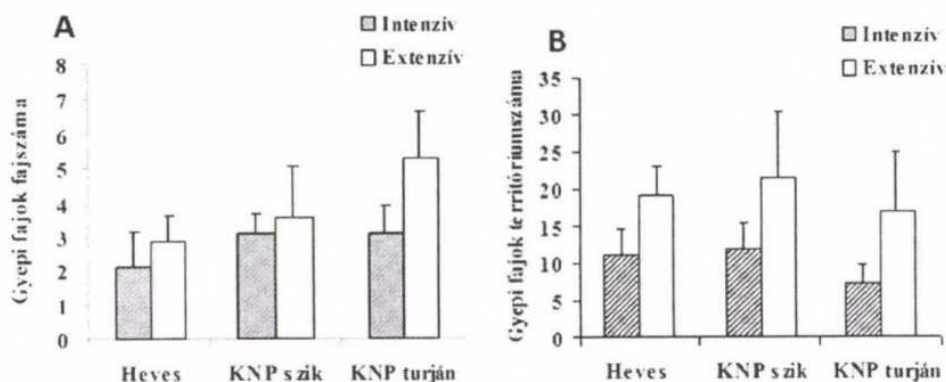 A
Intenzív
Extenzív
Gyepi fajok fajszáma
8
7
6
5
4
3
2
1
0
Heves KNP szik KNP turján
B
Intenzív
Extenzív
Gyepi fajok territóriumszáma
35
30
25
20
15
10
5
0
Heves KNP szik KNP turján